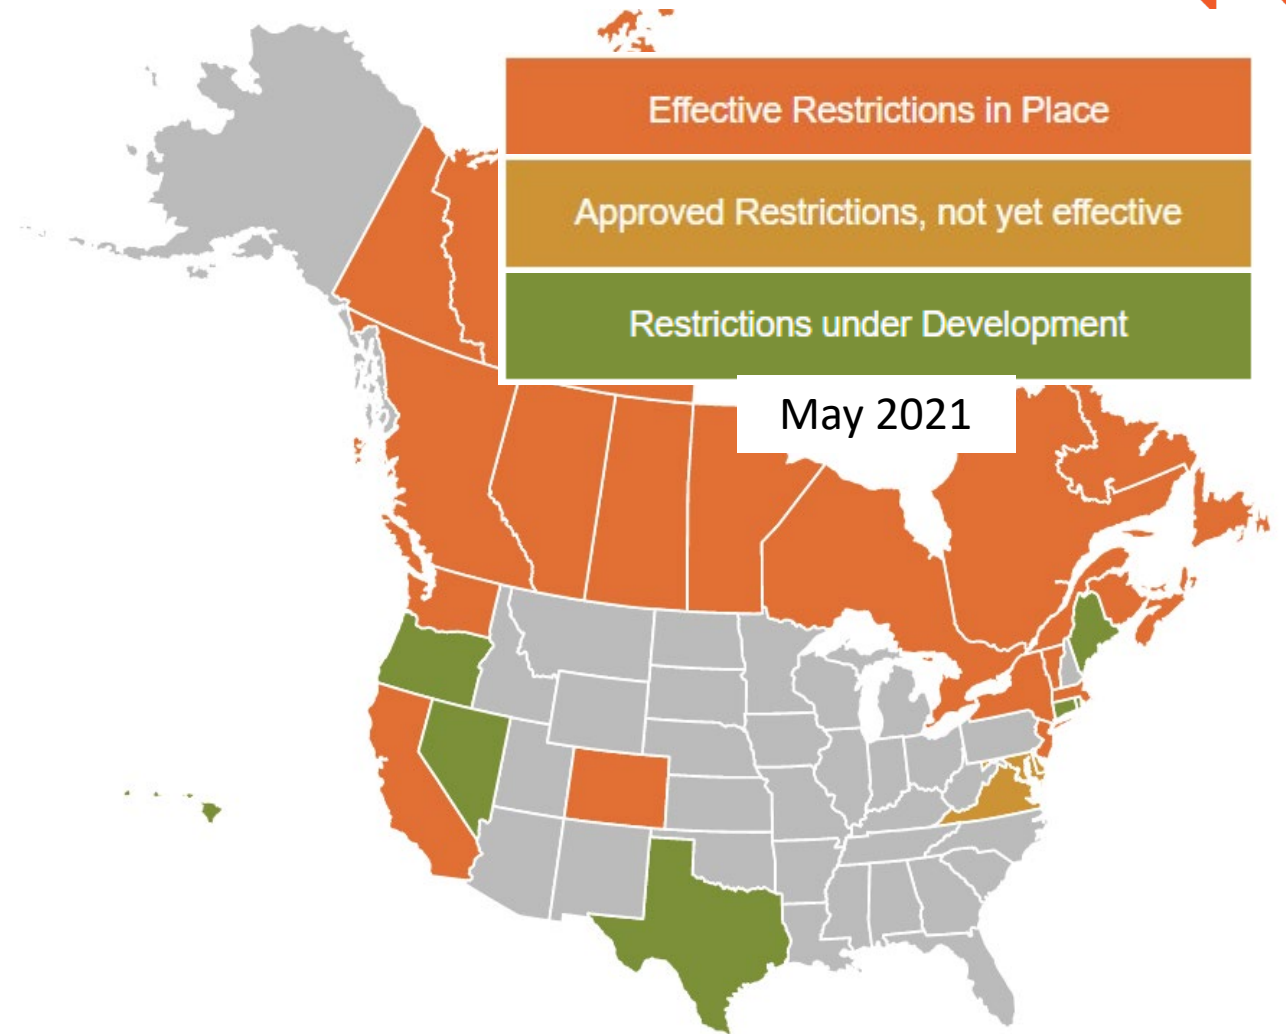 Effective Restrictions in Place
Approved Restrictions, not yet effective
Restrictions under Development
May 2021